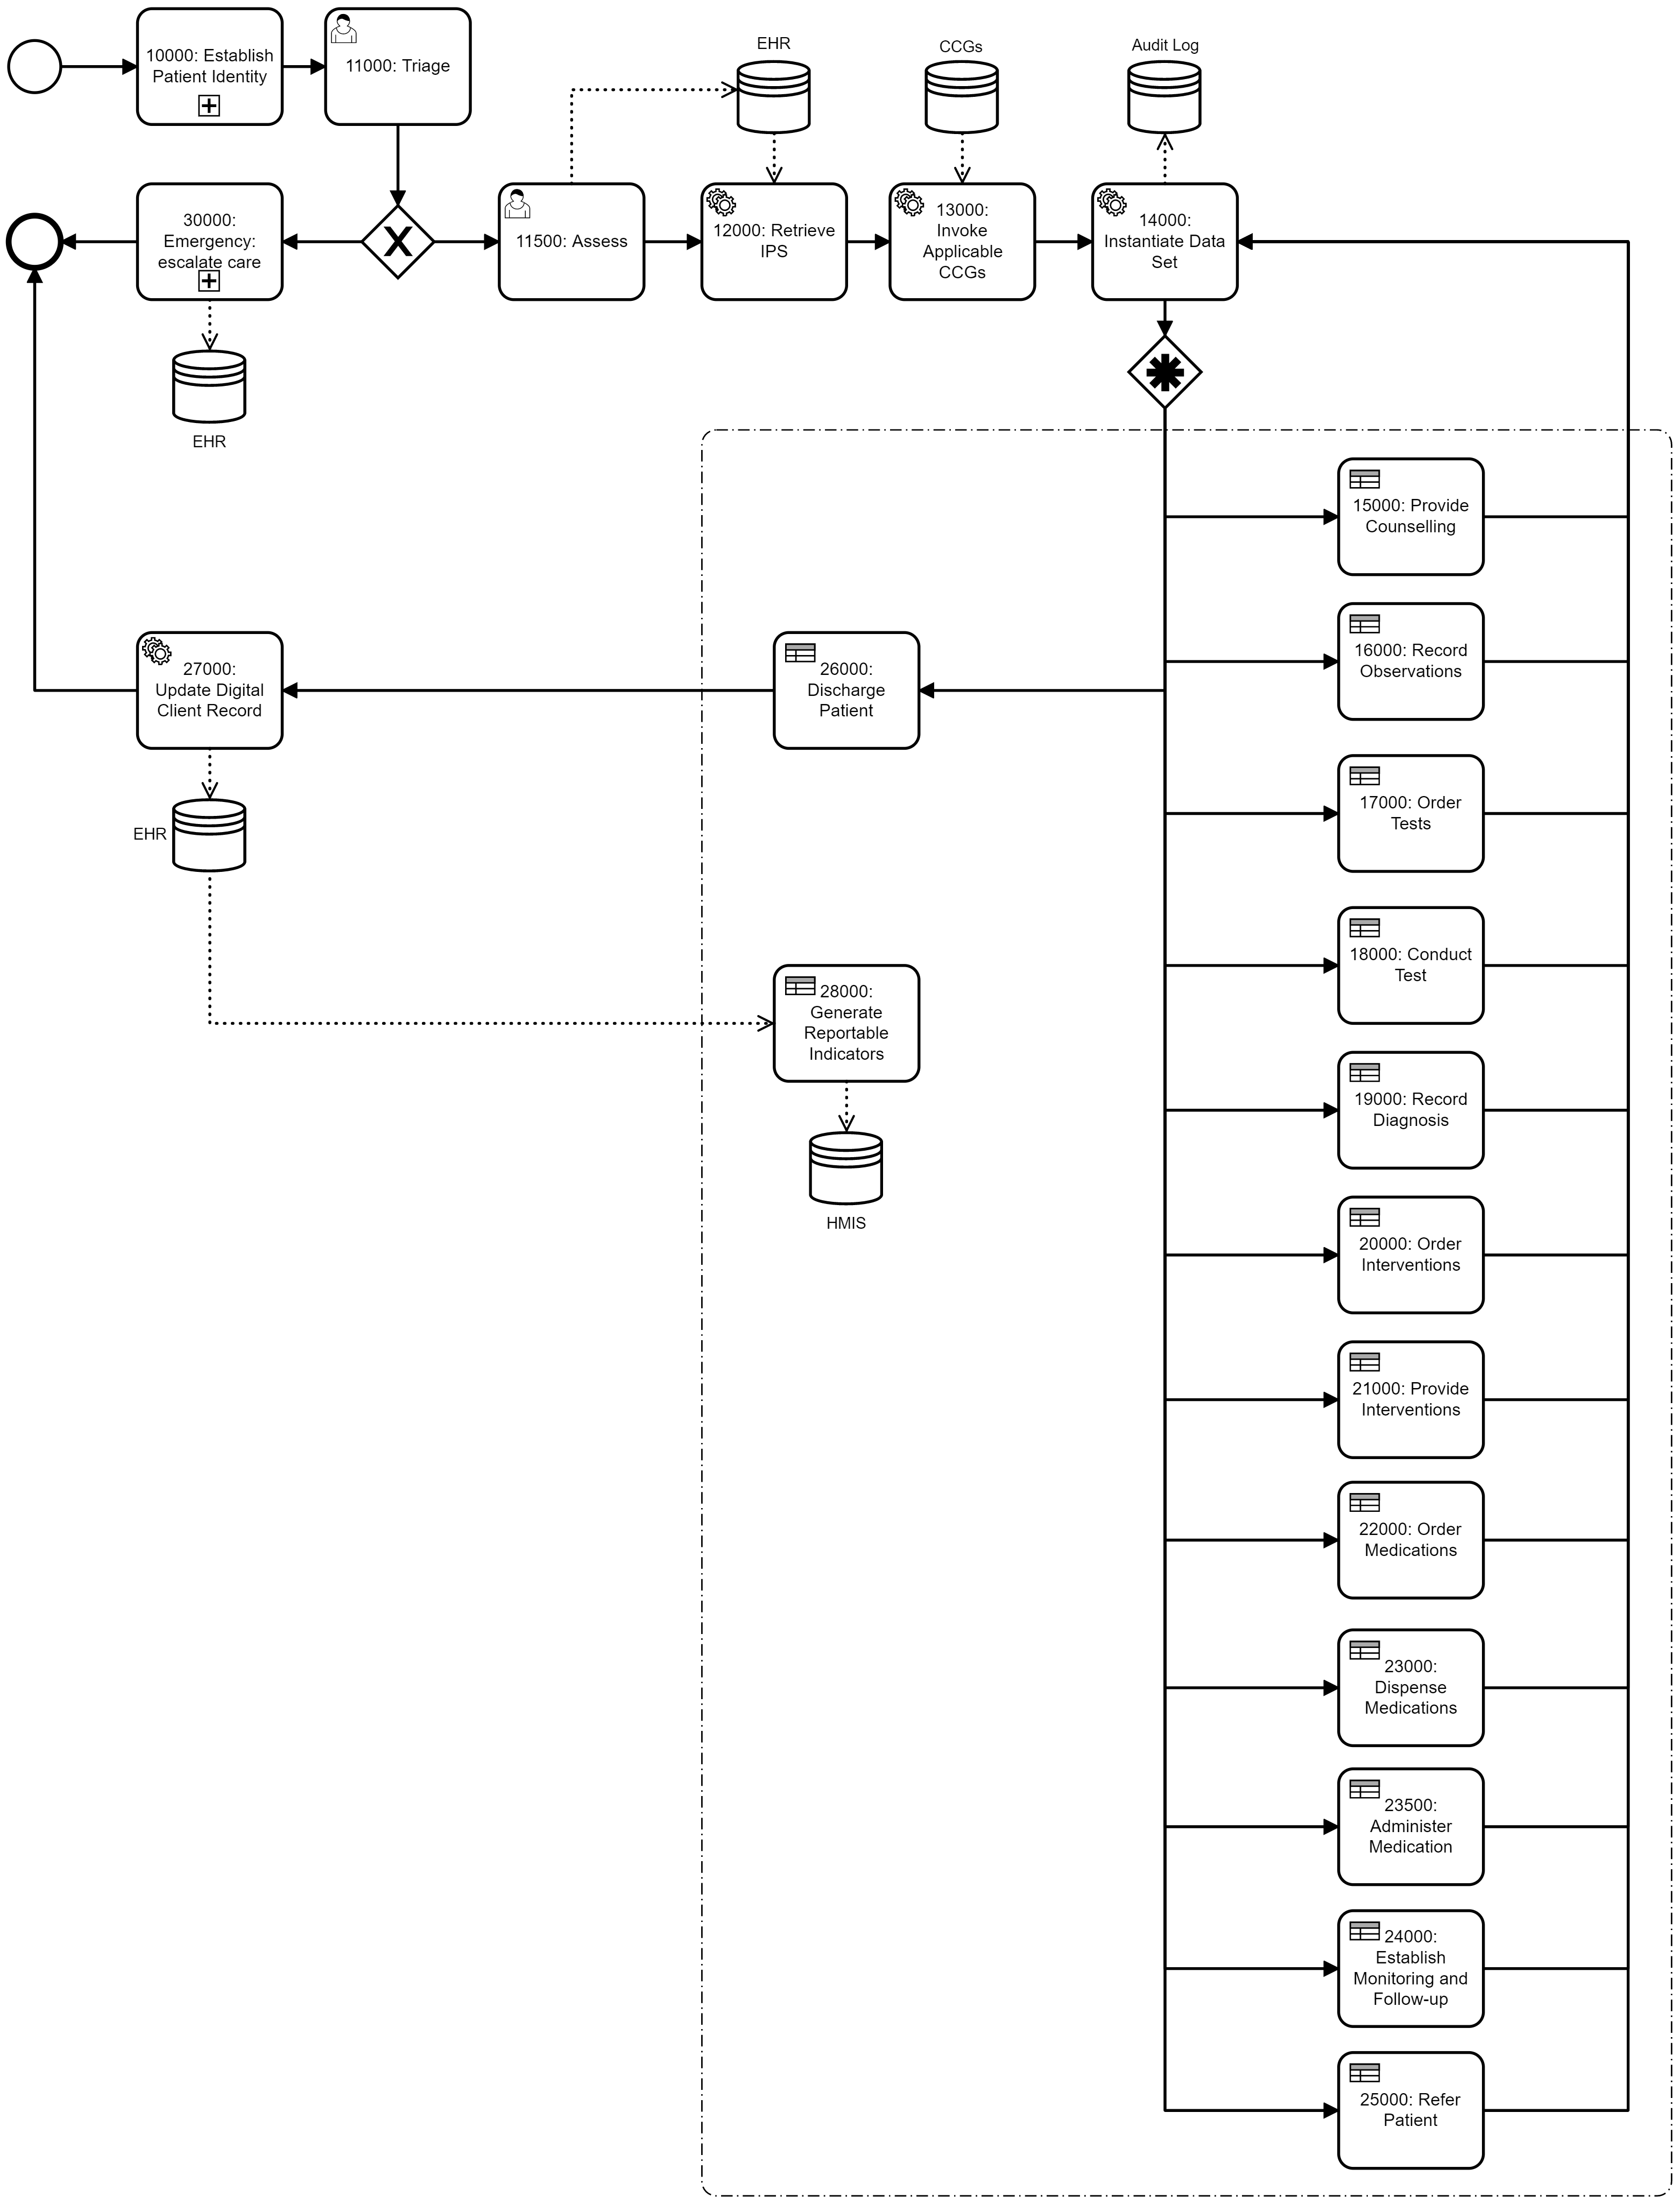 10000: Establish
Patient Identity
11000: Triage
EHR
CCGs
Audit Log
30000:
Emergency:
escalate care
X
11500: Assess
12000: Retrieve
IPS
13000:
Invoke
Applicable
CCGs
14000:
Instantiate Data
Set
EHR
15000: Provide
Counselling
16000: Record
Observations
27000:
Update Digital
Client Record
26000:
Discharge
Patient
17000: Order
Tests
EHR
18000: Conduct
Test
28000:
Generate
Reportable
Indicators
19000: Record
Diagnosis
HMIS
20000: Order
Interventions
21000: Provide
Interventions
22000: Order
Medications
23000:
Dispense
Medications
23500:
Administer
Medication
24000:
Establish
Monitoring and
Follow-up
25000: Refer
Patient